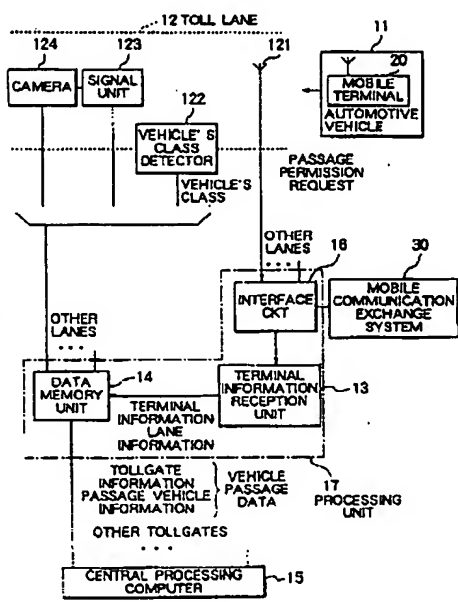 12 TOLL LANE
124
123
121
11
CAMERA
SIGNAL
UNIT
20
MOBILE
TERMINAL
AUTOMOTIVE
VEHICLE
122
VEHICLE'S
CLASS
DETECTOR
VEHICLE'S
CLASS
PASSAGE
PERMISSION
REQUEST
OTHER
LANES
16
30
INTERFACE
CKT
MOBILE
COMMUNICATION
EXCHANGE
SYSTEM
OTHER
LANES
14
DATA
MEMORY
UNIT
TERMINAL
INFORMATION
RECEPTION
UNIT
13
TERMINAL
INFORMATION
LANE
INFORMATION
17
PROCESSING
UNIT
TOLLGATE
INFORMATION
PASSAGE VEHICLE
INFORMATION
VEHICLE
PASSAGE
DATA
OTHER TOLLGATES
CENTRAL PROCESSING
COMPUTER
15